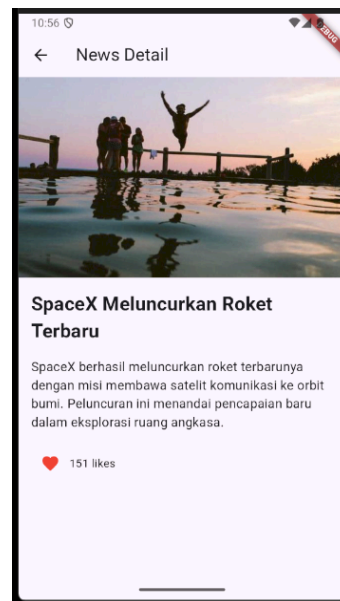 10:56
DEBUG
News Detail
SpaceX Meluncurkan Roket
Terbaru
SpaceX berhasil meluncurkan roket terbarunya
dengan misi membawa satelit komunikasi ke orbit
bumi. Peluncuran ini menandai pencapaian baru
dalam eksplorasi ruang angkasa.
151 likes